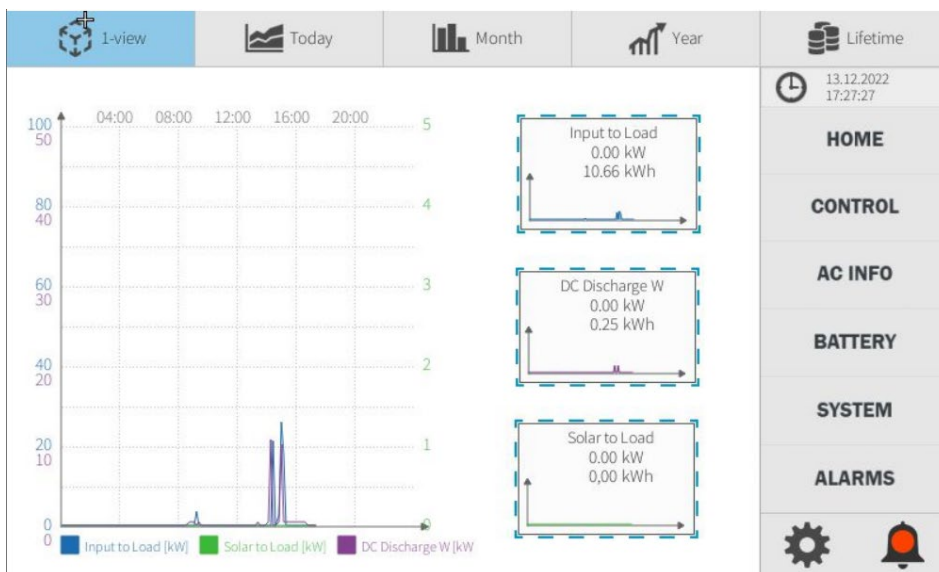 1-view
Today
Month
Year
Lifetime
13.12.2022
17:27:27
HOME
CONTROL
AC INFO
BATTERY
SYSTEM
ALARMS
04:00 08:00 12:00 16:00 20:00
100
50
5
80
40
4
60
30
3
40
20
2
20
10
1
0
0
0
Input to Load [kW] Solar to Load [kW] DC Discharge W [kW
Input to Load
0.00 kW
10.66 kWh
DC Discharge W
0.00 kW
0.25 kWh
Solar to Load
0.00 kW
0,00 kWh